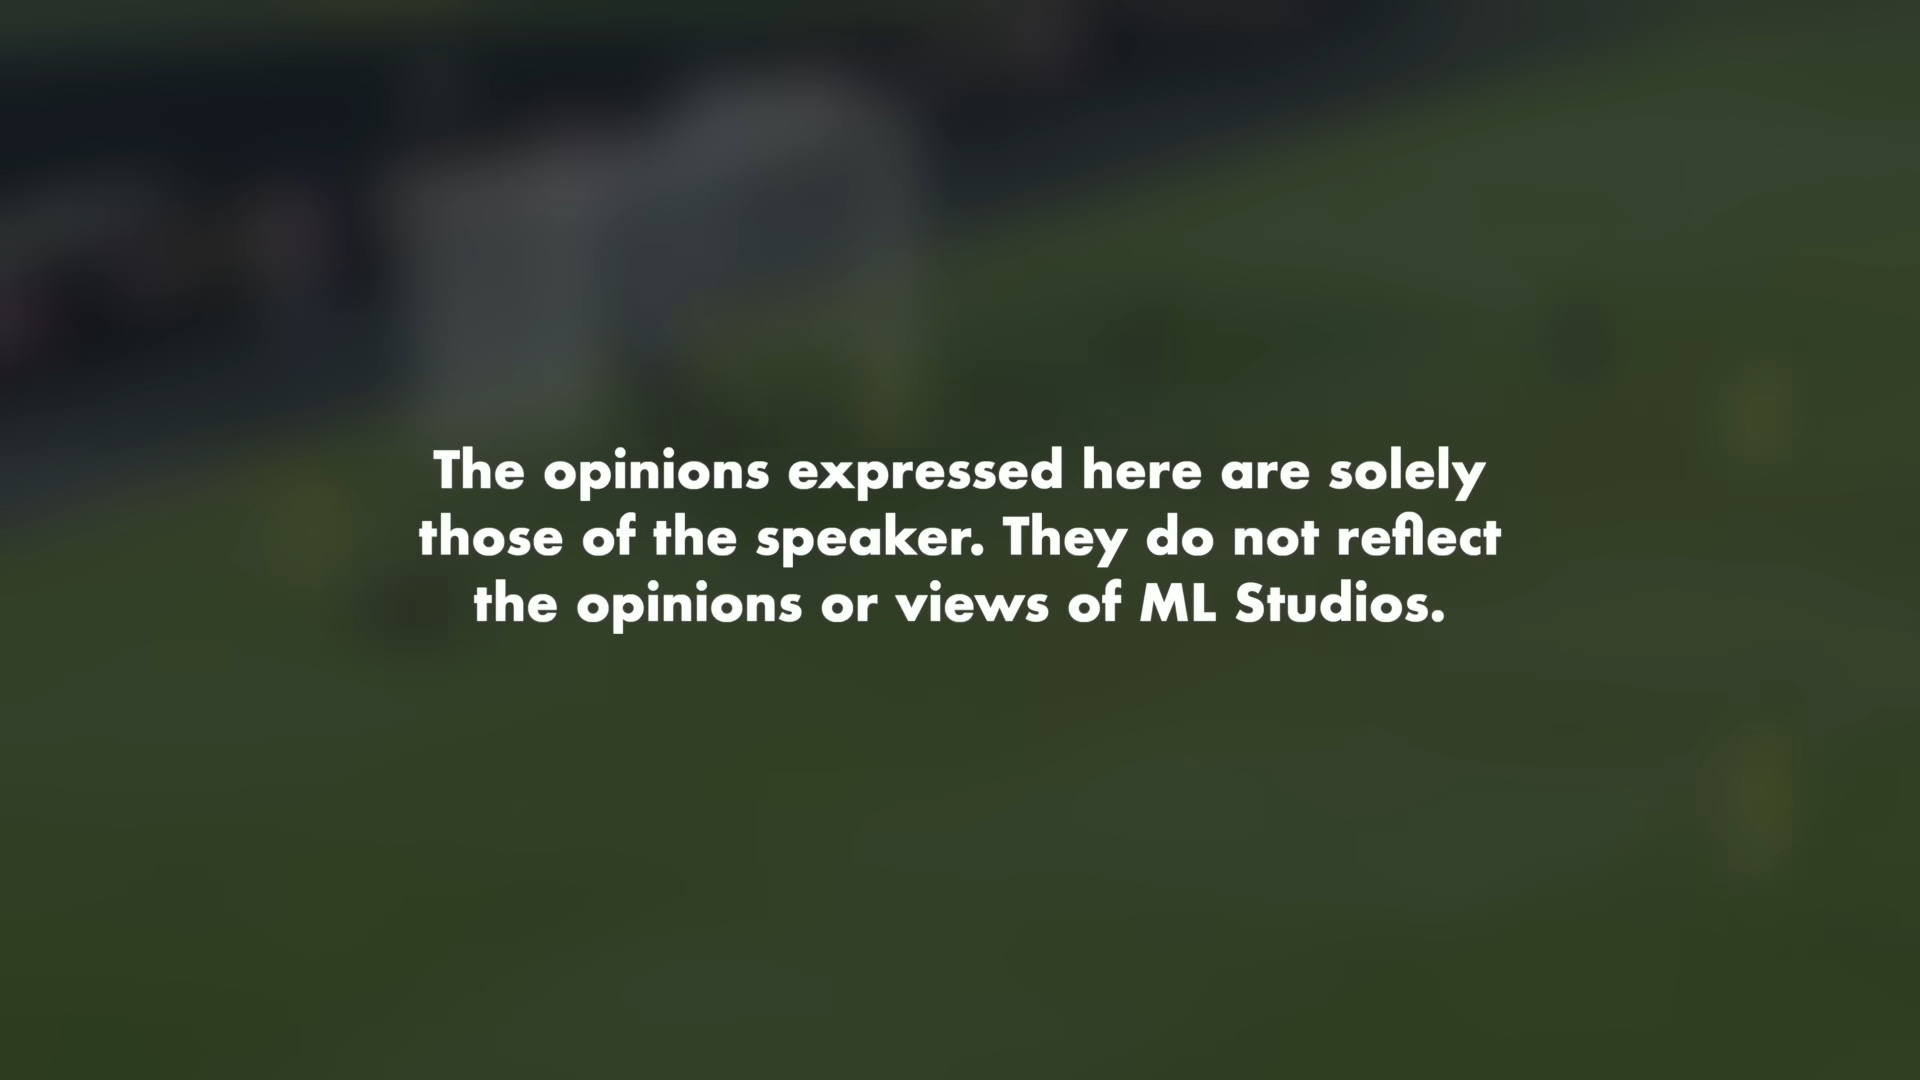 The opinions expressed here are solely
those of the speaker. They do not reflect
the opinions or views of ML Studios.